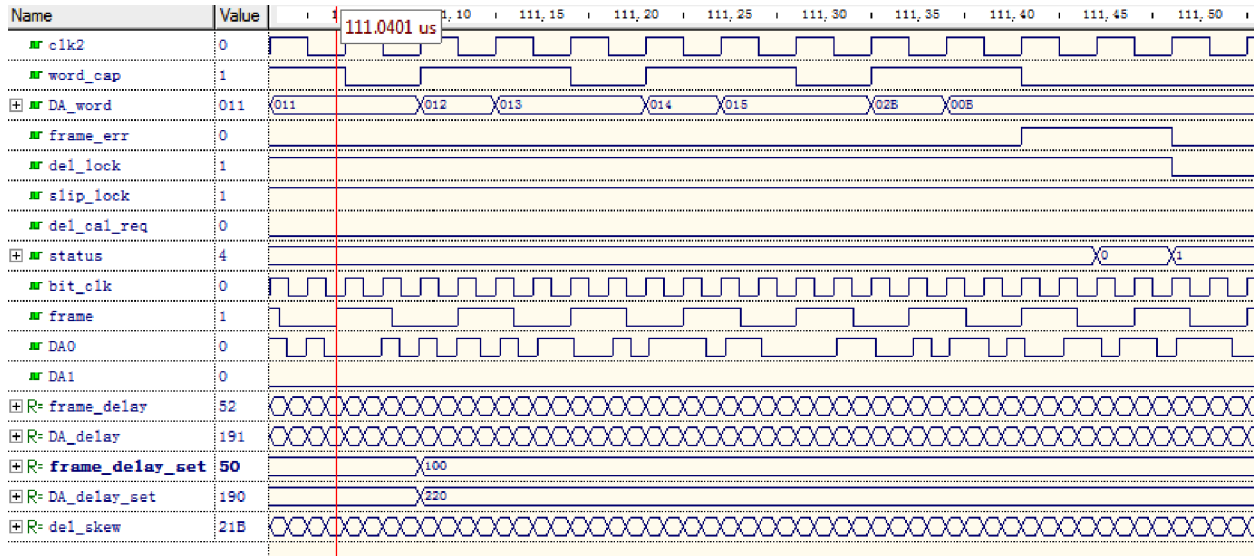 Name Value 1 1, 10 111, 15 111, 20 111, 25 111, 30 111, 35 111, 40 111, 45 111, 50
111.0401 us
clk2 0
word_cap 1
DA_word 011 011 012 013 014 015 02B 00B
frame_err 0
del_lock 1
slip_lock 1
del_cal_req 0
status 4 0 1
bit_clk 0
frame 1
DA0 0
DA1 0
R= frame_delay 52
R= DA_delay 191
R= frame_delay_set 50 100
R= DA_delay_set 190 220
R= del_skew 21B